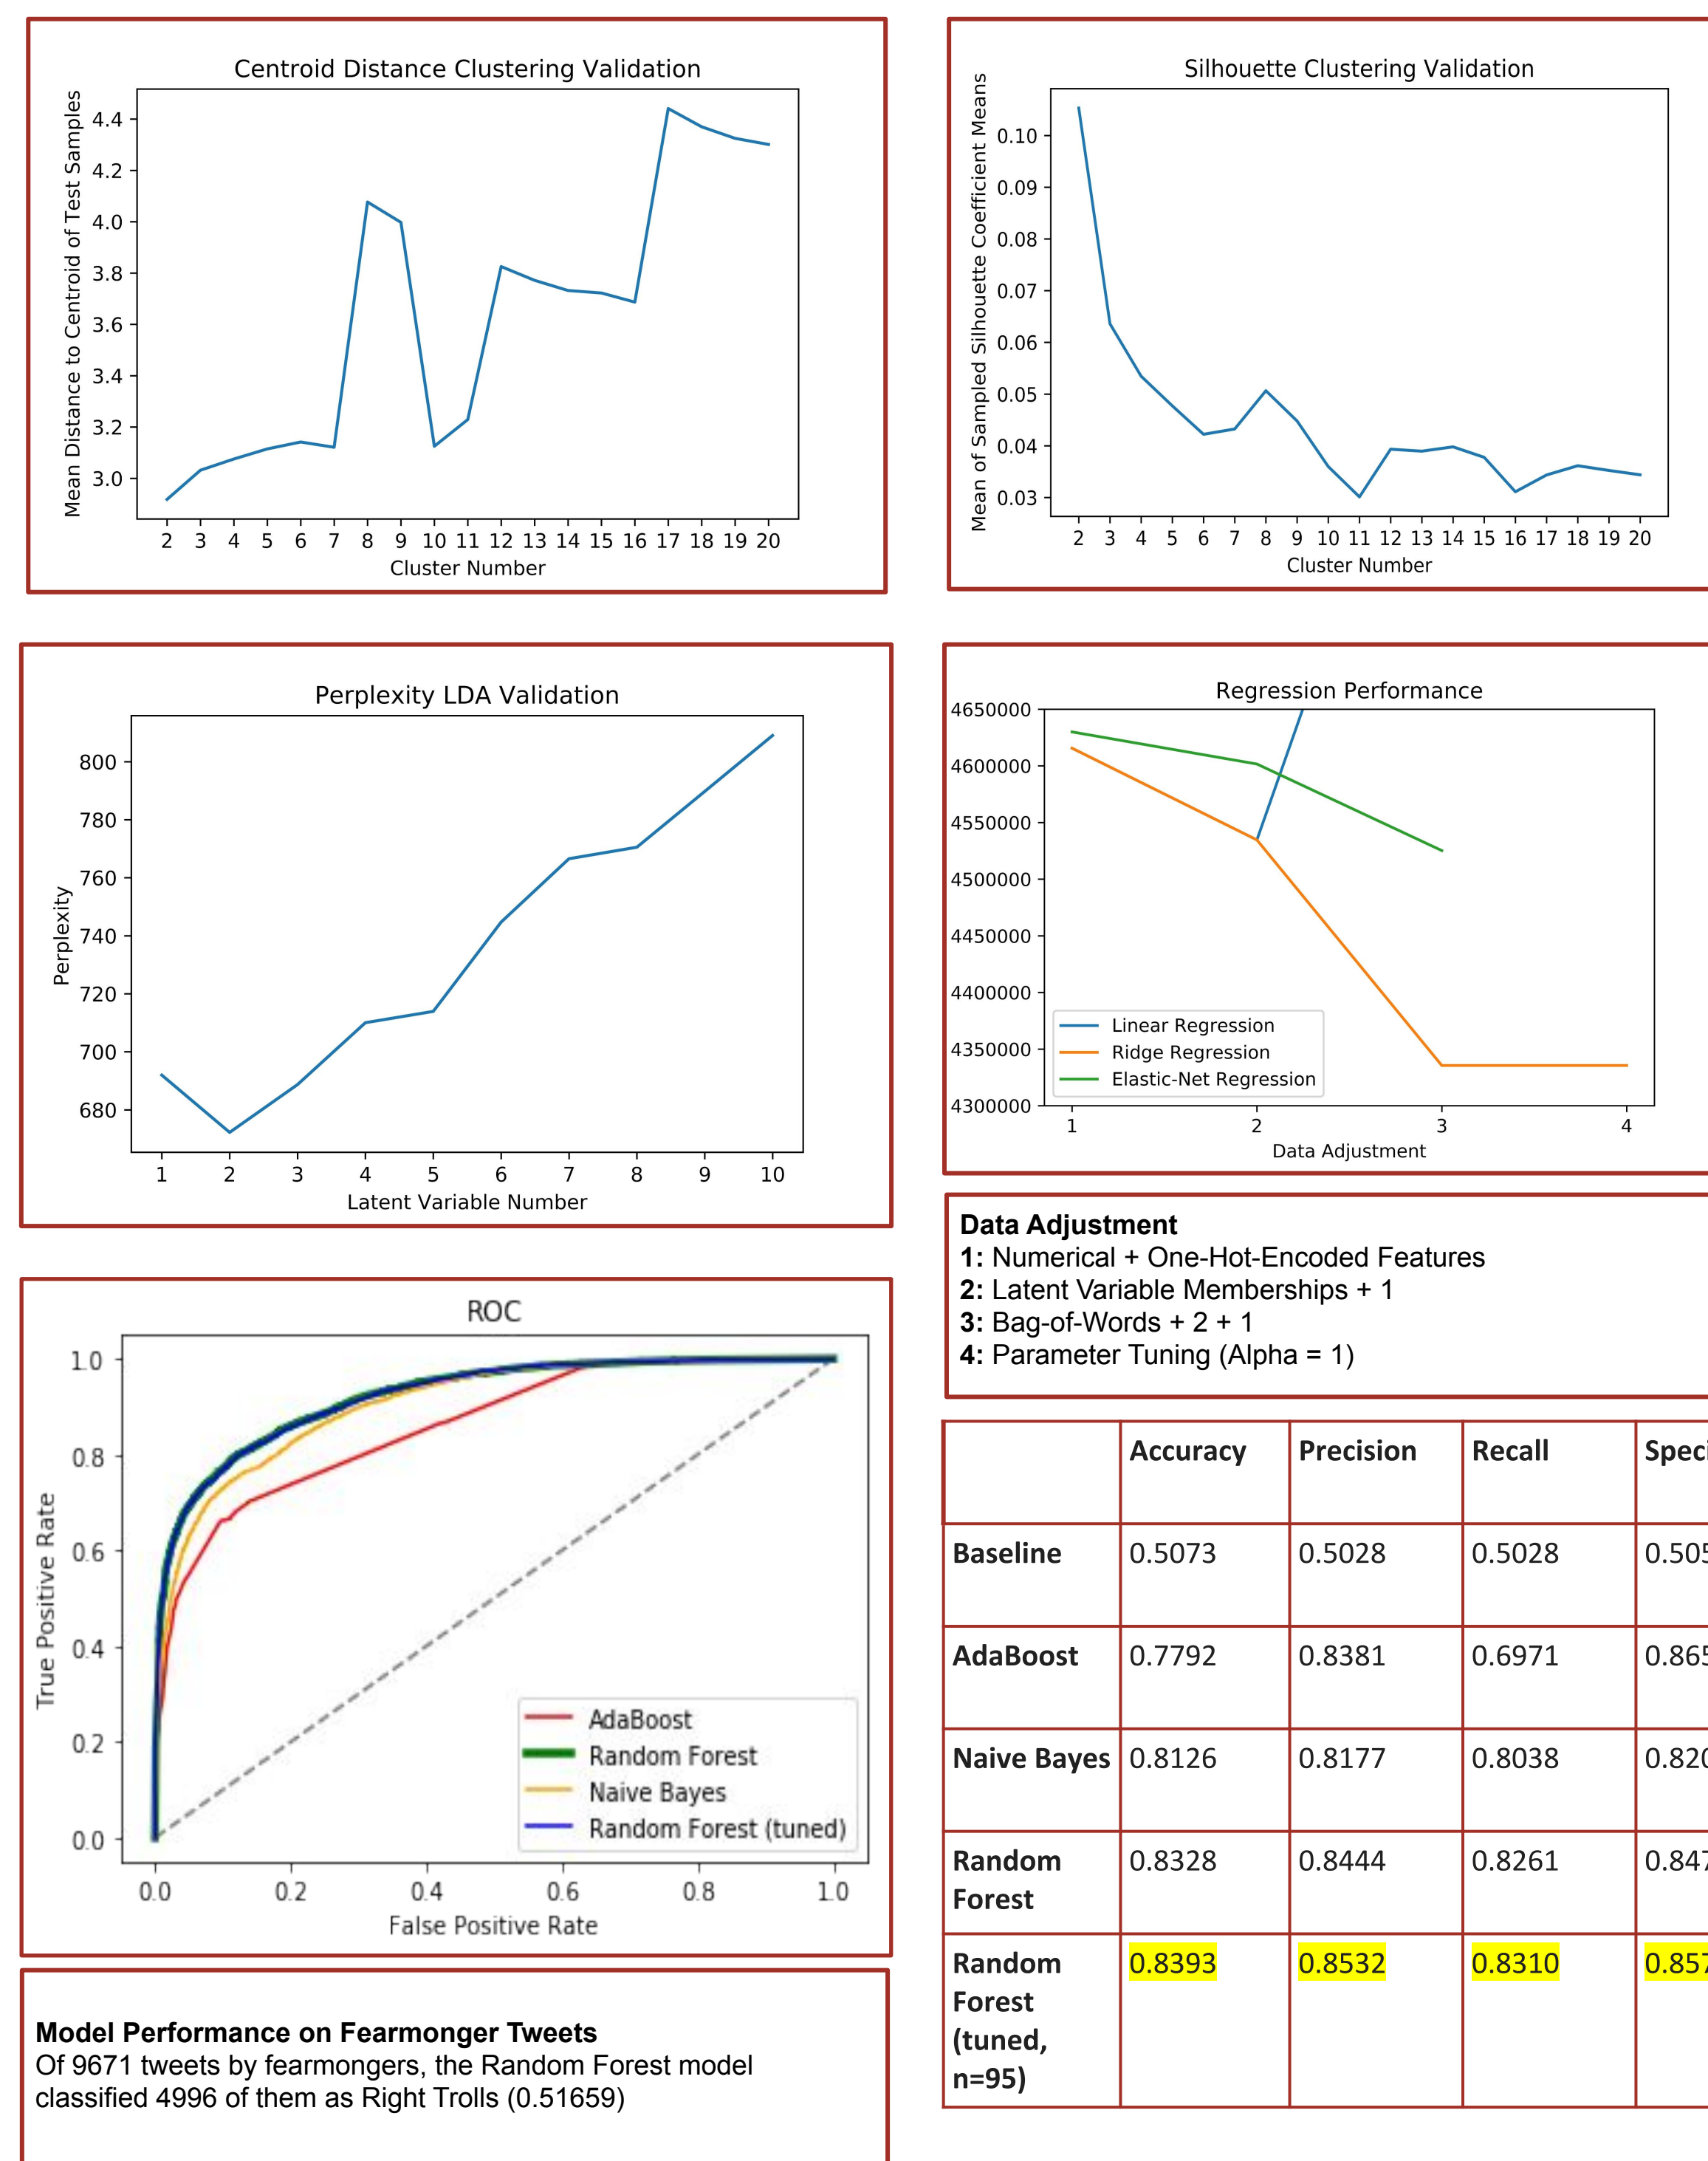 Centroid Distance Clustering Validation
Mean Distance to Centroid of Test Samples
4.4
4.2
4.0
3.8
3.6
3.4
3.2
3.0
2 3 4 5 6 7 8 9 10 11 12 13 14 15 16 17 18 19 20
Cluster Number
Silhouette Clustering Validation
Mean of Sampled Silhouette Coefficient Means
0.10
0.09
0.08
0.07
0.06
0.05
0.04
0.03
2 3 4 5 6 7 8 9 10 11 12 13 14 15 16 17 18 19 20
Cluster Number
Perplexity LDA Validation
Perplexity
800
780
760
740
720
700
680
1 2 3 4 5 6 7 8 9 10
Latent Variable Number
Regression Performance
4650000
4600000
4550000
4500000
4450000
4400000
4350000
4300000
Linear Regression
Ridge Regression
Elastic-Net Regression
1 2 3 4
Data Adjustment
Data Adjustment
1: Numerical + One-Hot-Encoded Features
2: Latent Variable Memberships + 1
3: Bag-of-Words + 2 + 1
4: Parameter Tuning (Alpha = 1)
ROC
True Positive Rate
1.0
0.8
0.6
0.4
0.2
0.0
AdaBoost
Random Forest
Naive Bayes
Random Forest (tuned)
0.0 0.2 0.4 0.6 0.8 1.0
False Positive Rate
Accuracy Precision Recall Speci
Baseline 0.5073 0.5028 0.5028 0.505
AdaBoost 0.7792 0.8381 0.6971 0.865
Naive Bayes 0.8126 0.8177 0.8038 0.820
Random 0.8328 0.8444 0.8261 0.847
Forest
Random 0.8393 0.8532 0.8310 0.857
Forest
(tuned,
n=95)
Model Performance on Fearmonger Tweets
Of 9671 tweets by fearmongers, the Random Forest model
classified 4996 of them as Right Trolls (0.51659)